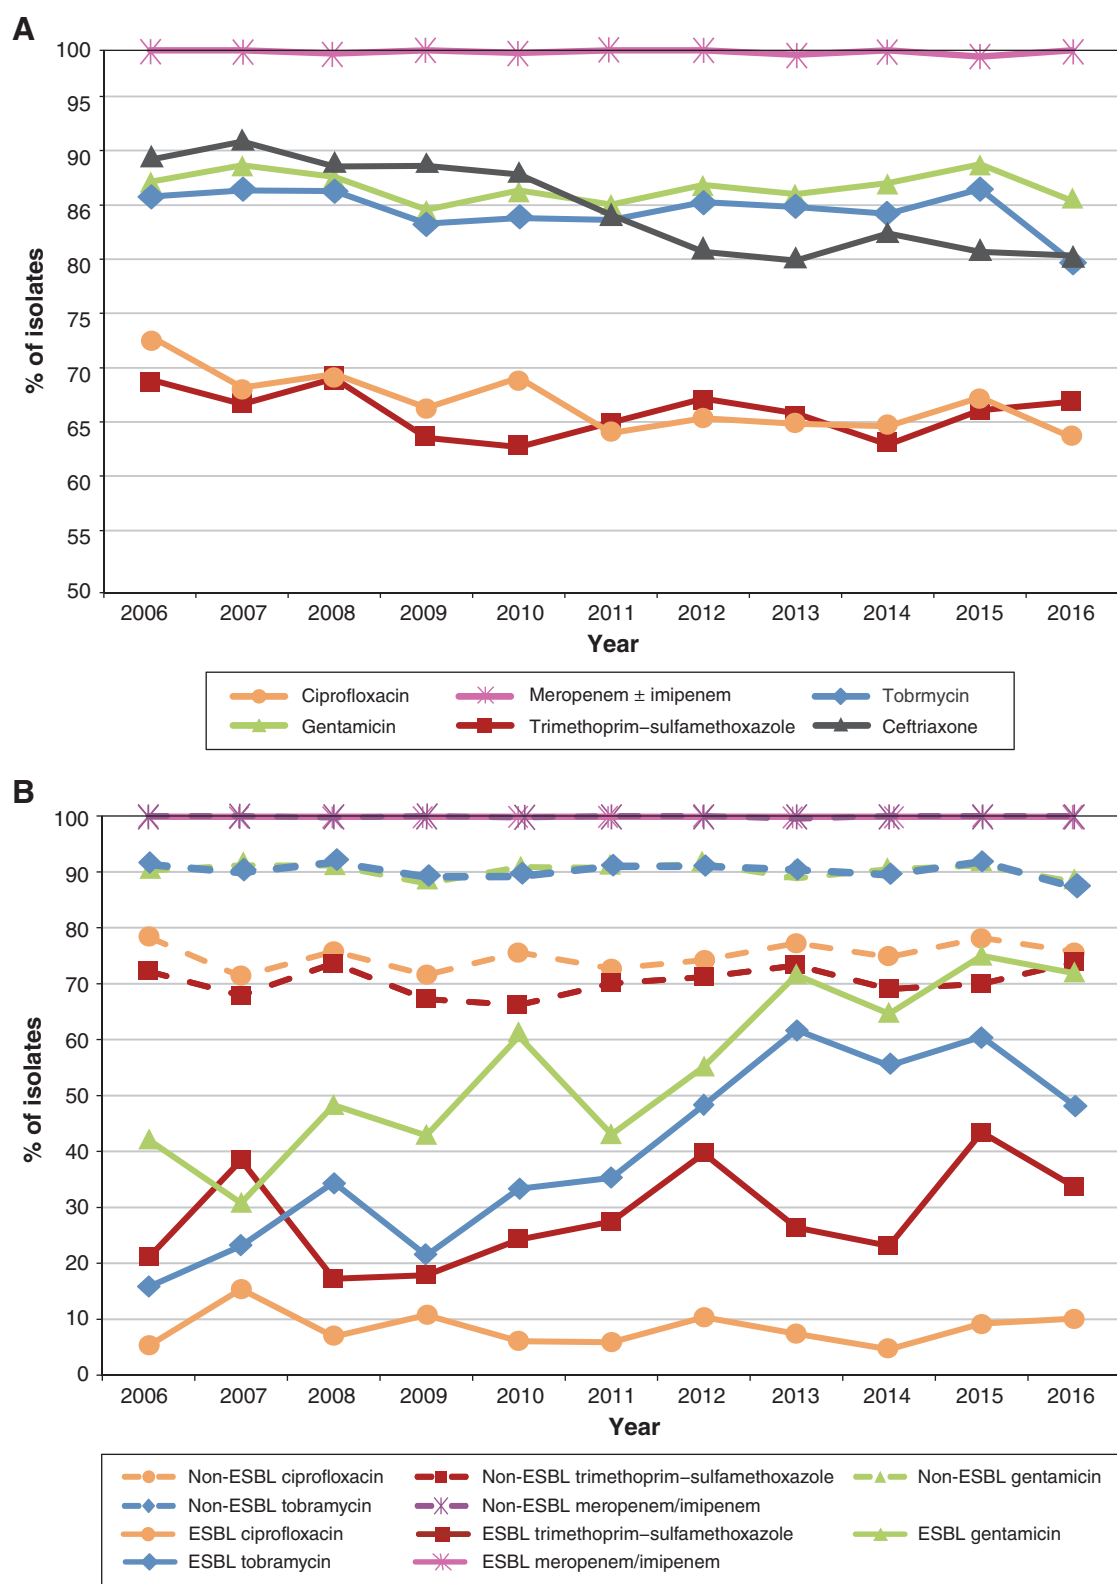 A
100
95
90
86
80
75
70
65
60
55
50
% of isolates
2006 2007 2008 2009 2010 2011 2012 2013 2014 2015 2016
Year
Ciprofloxacin Meropenem ± imipenem Tobrmycin
Gentamicin Trimethoprim–sulfamethoxazole Ceftriaxone
B
100
90
80
70
60
50
40
30
20
10
0
% of isolates
2006 2007 2008 2009 2010 2011 2012 2013 2014 2015 2016
Year
Non-ESBL ciprofloxacin Non-ESBL trimethoprim–sulfamethoxazole Non-ESBL gentamicin
Non-ESBL tobramycin Non-ESBL meropenem/imipenem
ESBL ciprofloxacin ESBL trimethoprim–sulfamethoxazole ESBL gentamicin
ESBL tobramycin ESBL meropenem/imipenem